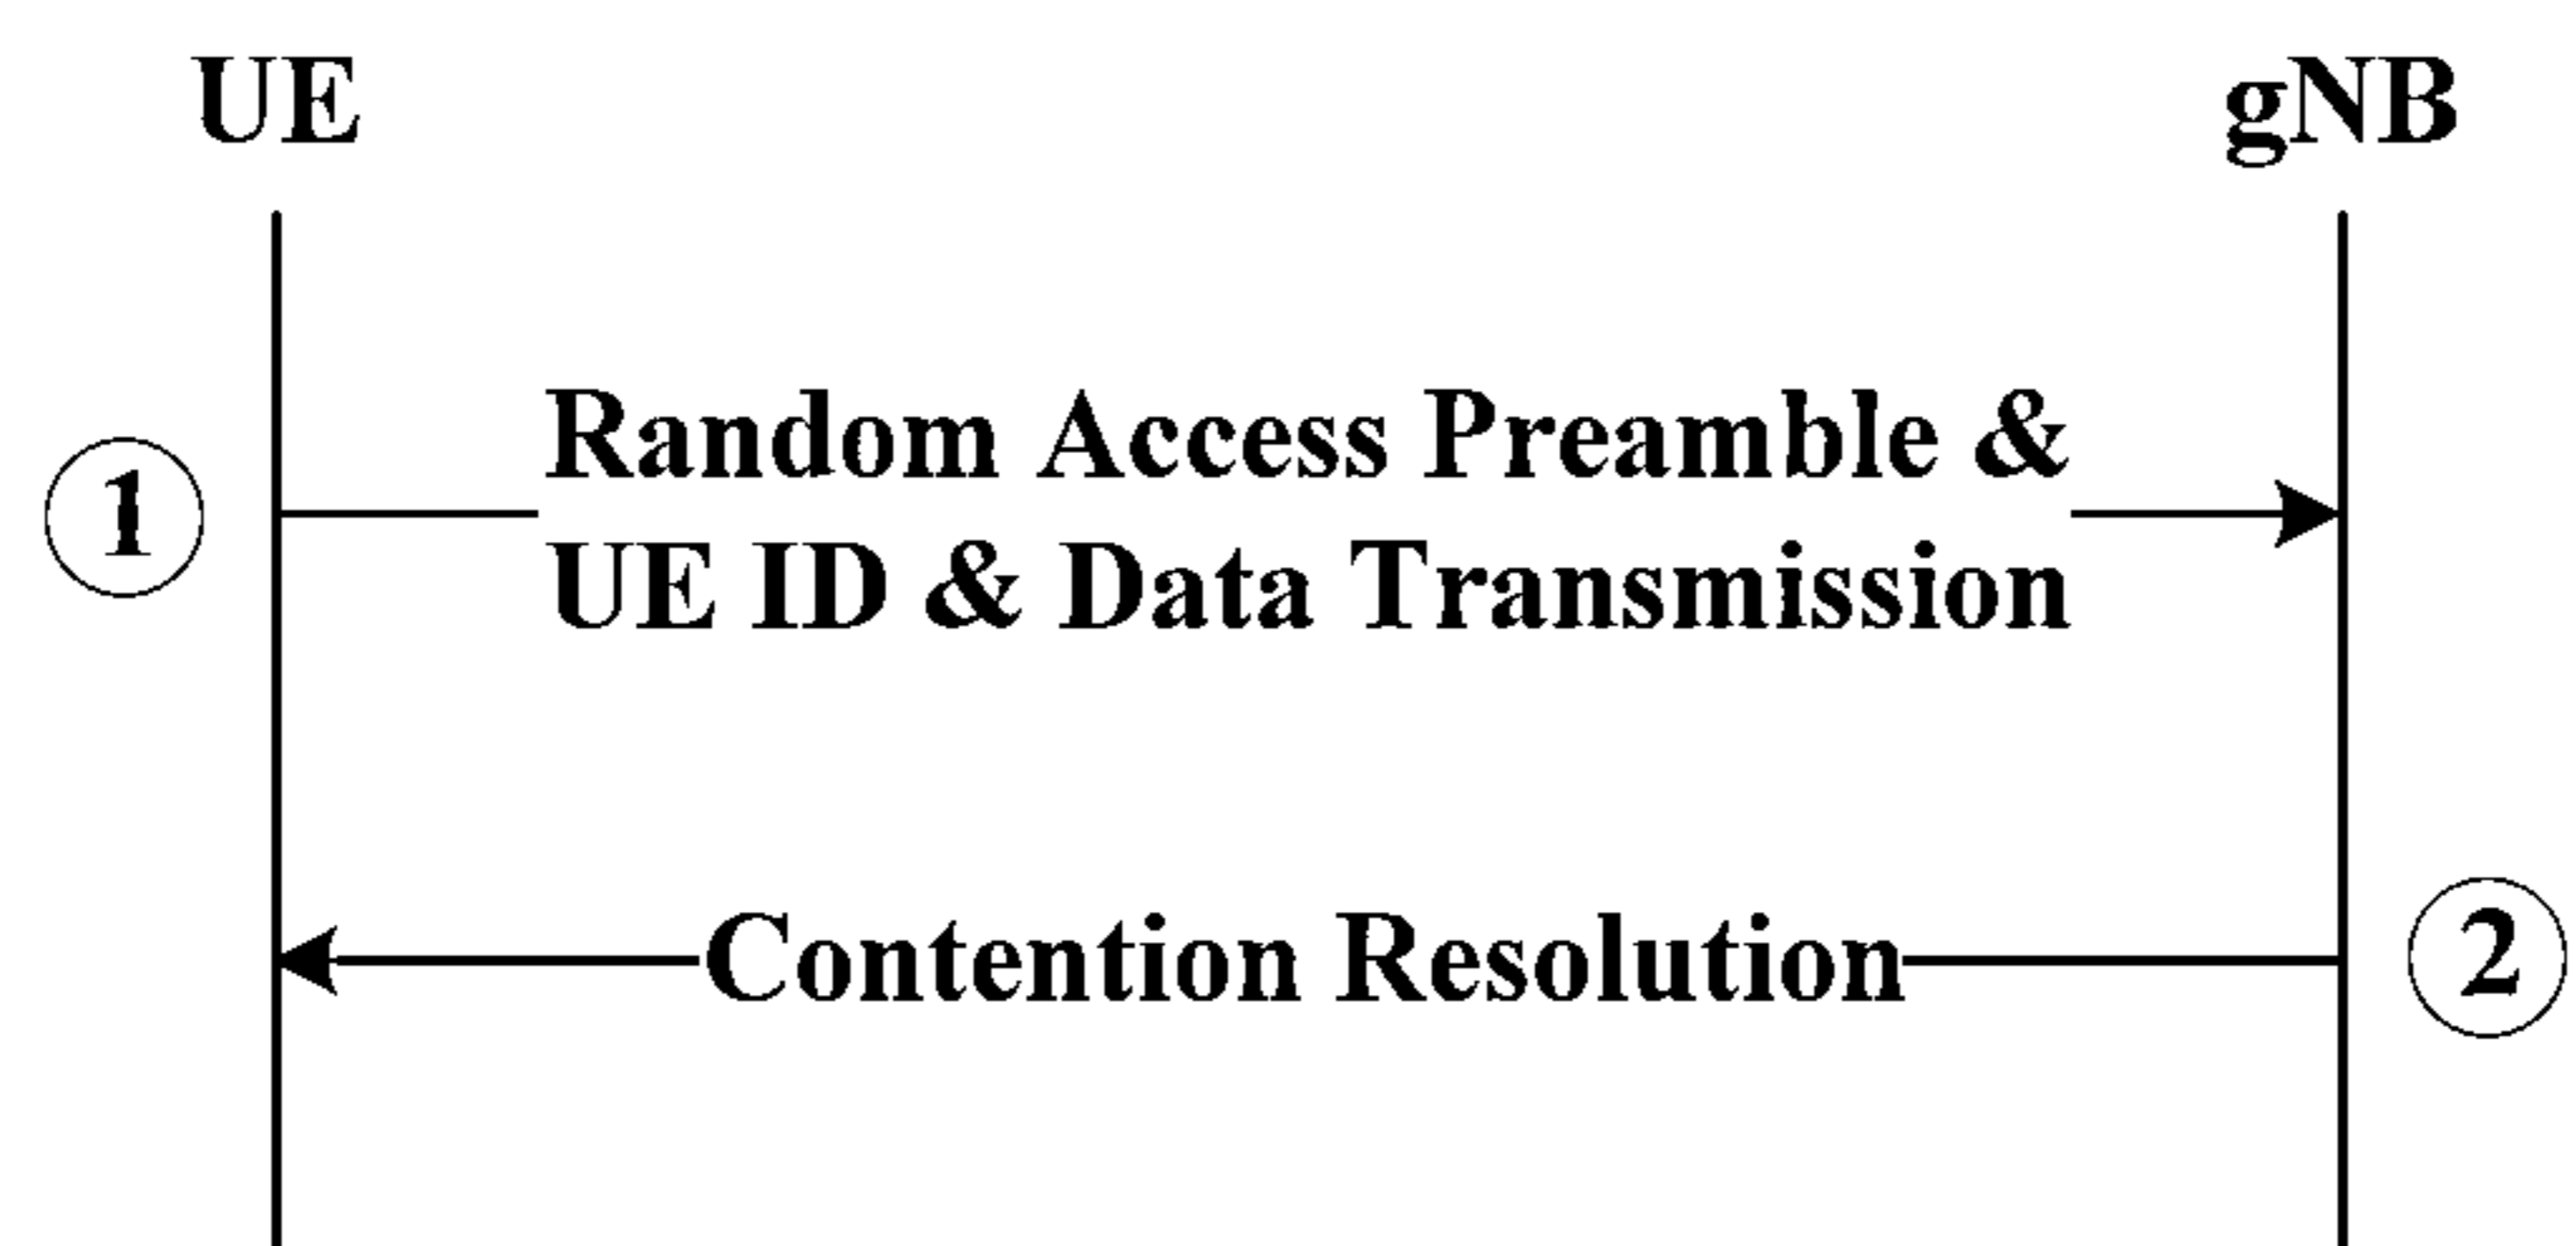 UE
gNB
1
Random Access Preamble &
UE ID & Data Transmission
Contention Resolution
2